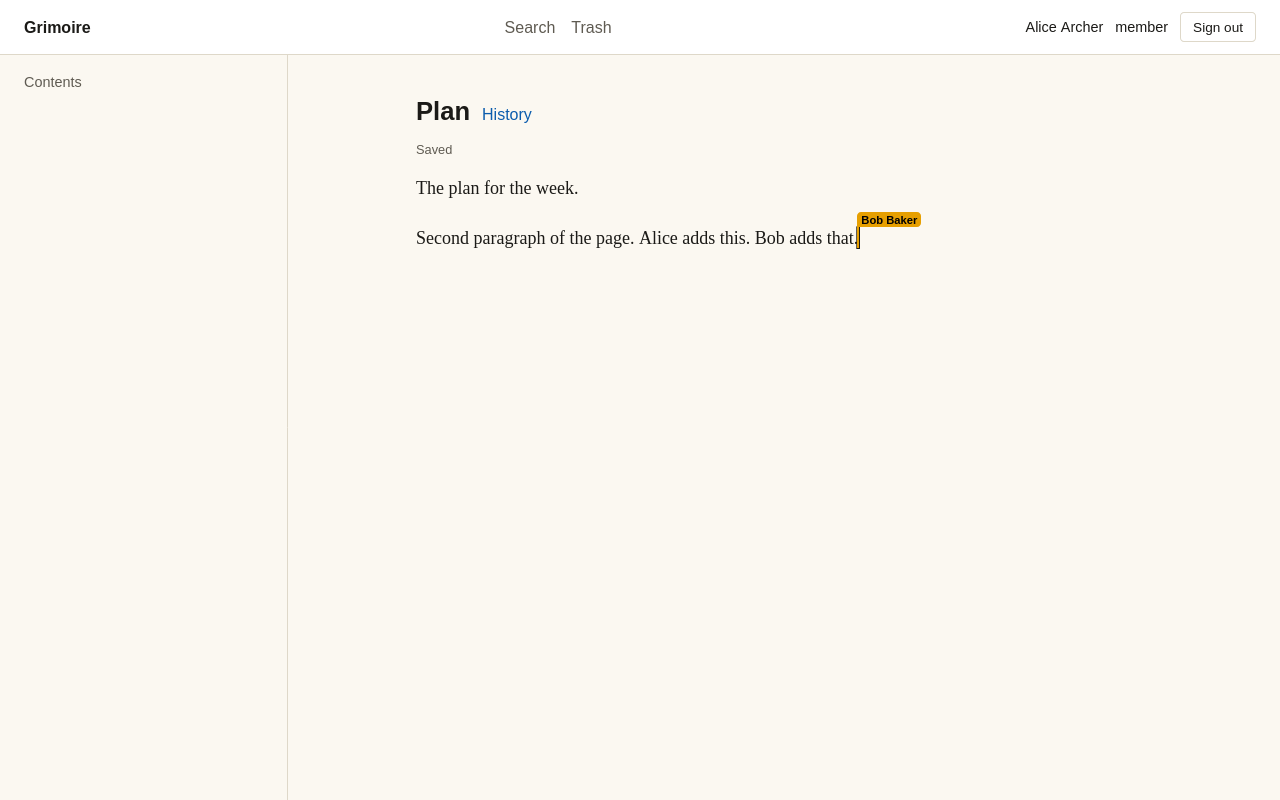 Grimoire
Search Trash
Alice Archer member Sign out
Contents
Plan History
Saved
The plan for the week.
Bob Baker
Second paragraph of the page. Alice adds this. Bob adds that.